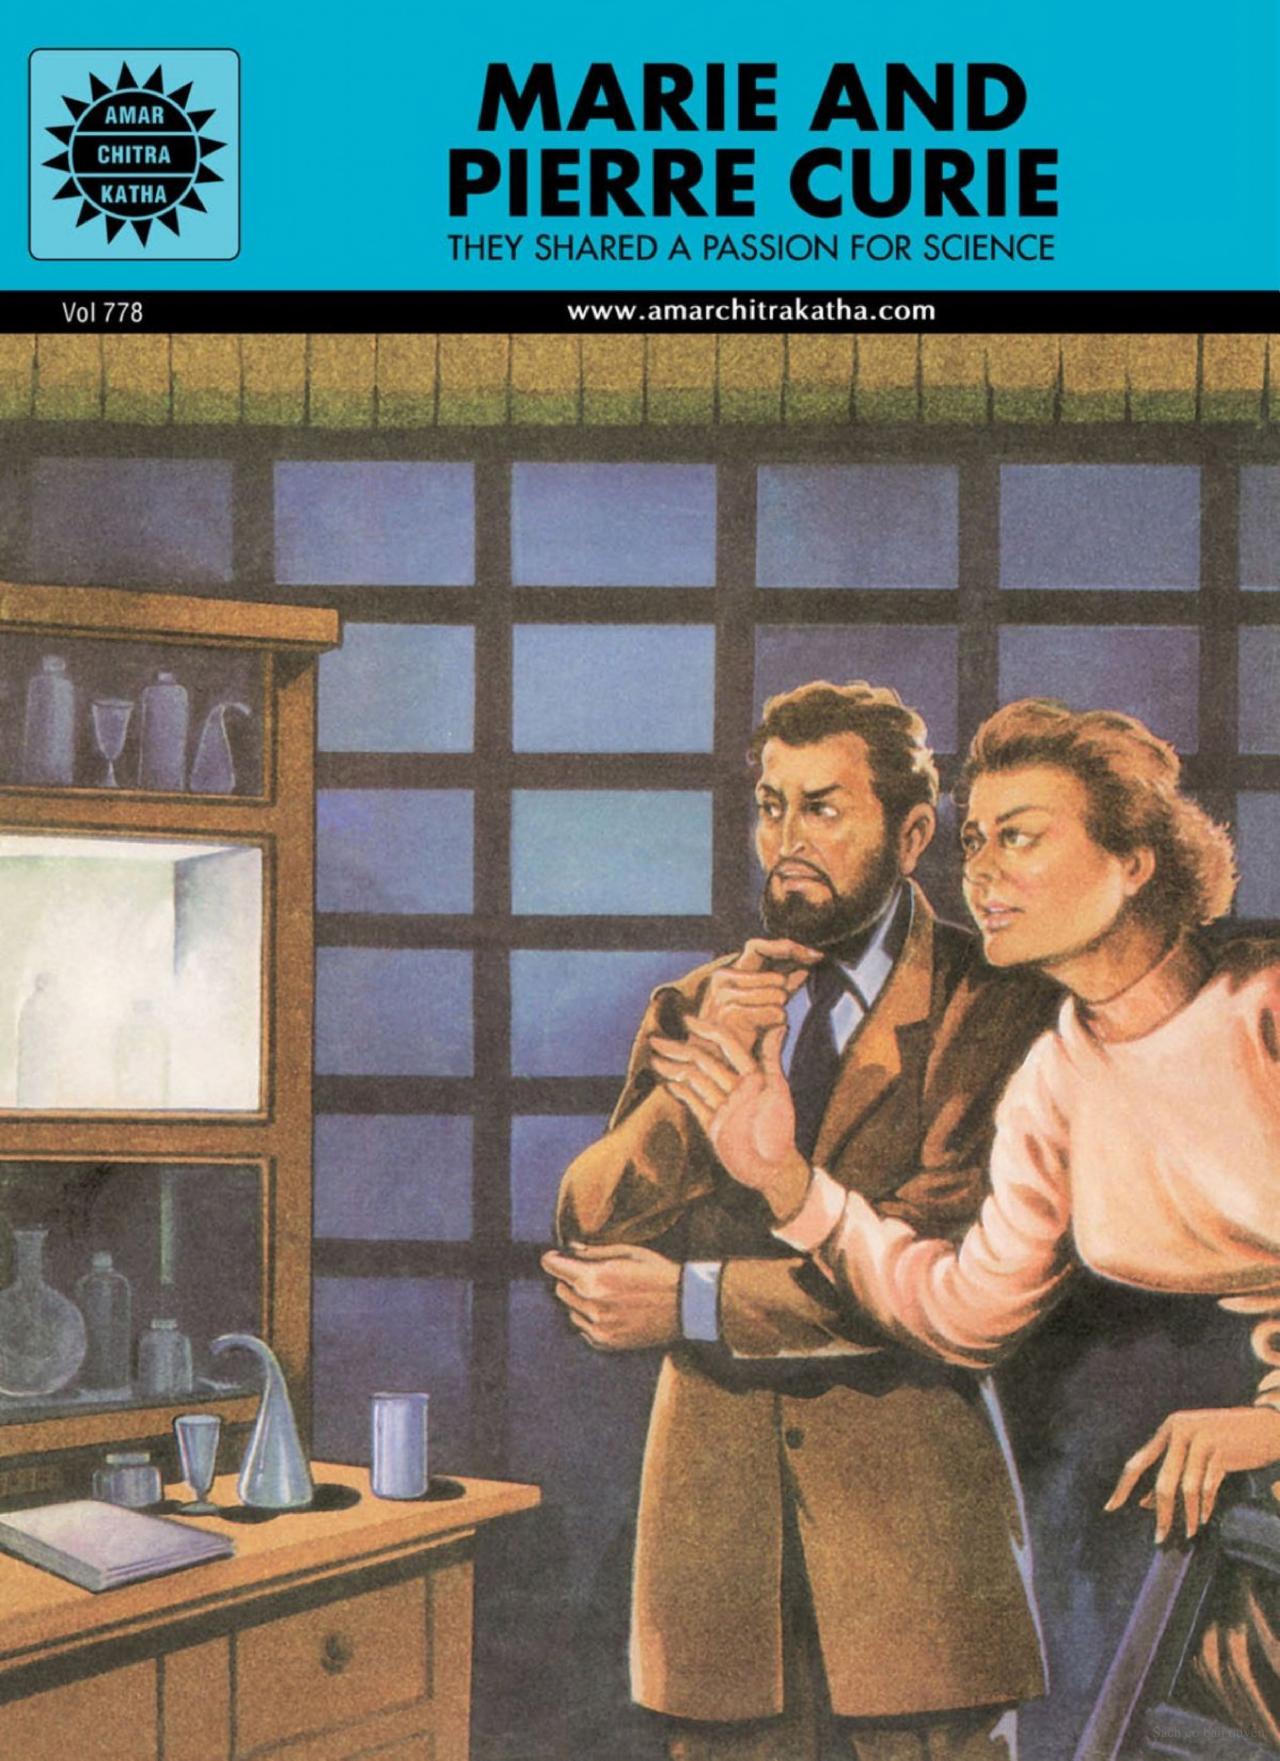 AMAR
CHITRA
KATHA
MARIE AND
PIERRE CURIE
THEY SHARED A PASSION FOR SCIENCE
Vol 778
www.amarchitrakatha.com